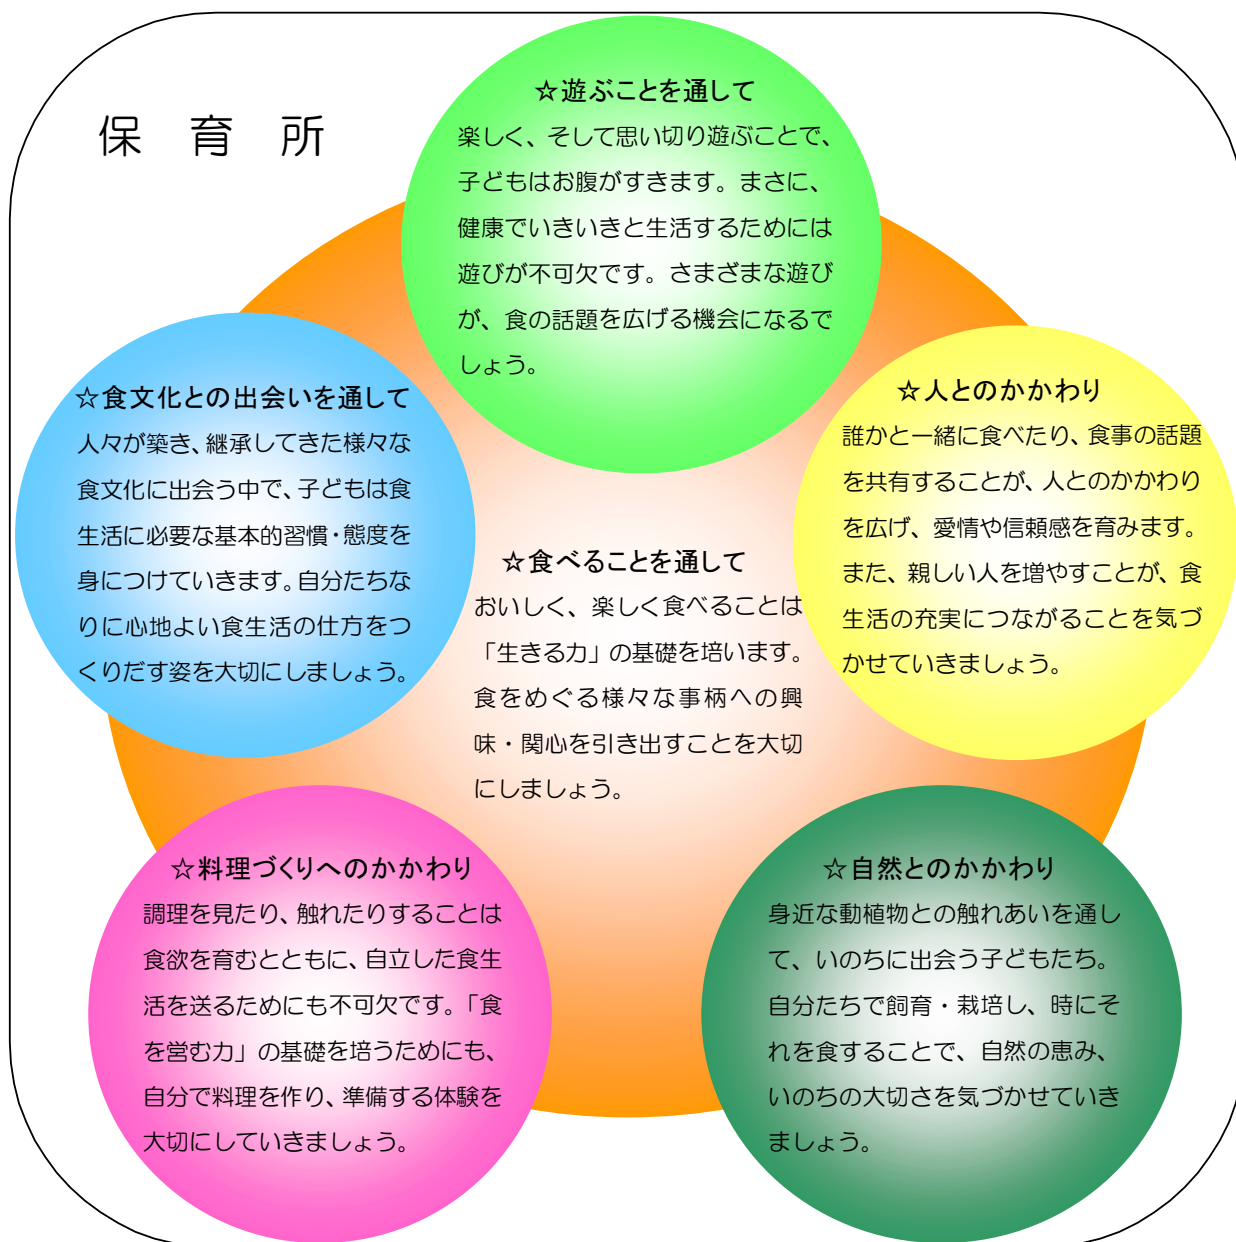 保 育 所
☆遊ぶことを通して
楽しく、そして思い切り遊ぶことで、
子どもはお腹がすきます。まさに、
健康でいきいきと生活するためには
遊びが不可欠です。さまざまな遊び
が、食の話題を広げる機会になるで
しょう。
☆食文化との出会いを通して
人々が築き、継承してきた様々な
食文化に出会う中で、子どもは食
生活に必要な基本的習慣・態度を
身につけていきます。自分たちな
りに心地よい食生活の仕方をつ
くりだす姿を大切にしましょう。
☆人とのかかわり
誰かと一緒に食べたり、食事の話題
を共有することが、人とのかかわり
を広げ、愛情や信頼感を育みます。
また、親しい人を増やすことが、食
生活の充実につながることを気づ
かせていきましょう。
☆食べることを通して
おいしく、楽しく食べることは
「生きる力」の基礎を培います。
食をめぐる様々な事柄への興
味・関心を引き出すことを大切
にしましょう。
☆料理づくりへのかかわり
調理を見たり、触れたりすることは
食欲を育むとともに、自立した食生
活を送るためにも不可欠です。「食
を営む力」の基礎を培うためにも、
自分で料理を作り、準備する体験を
大切にしていきましょう。
☆自然とのかかわり
身近な動植物との触れあいを通し
て、いのちに出会う子どもたち。
自分たちで飼育・栽培し、時にそ
れを食することで、自然の恵み、
いのちの大切さを気づかせていき
ましょう。